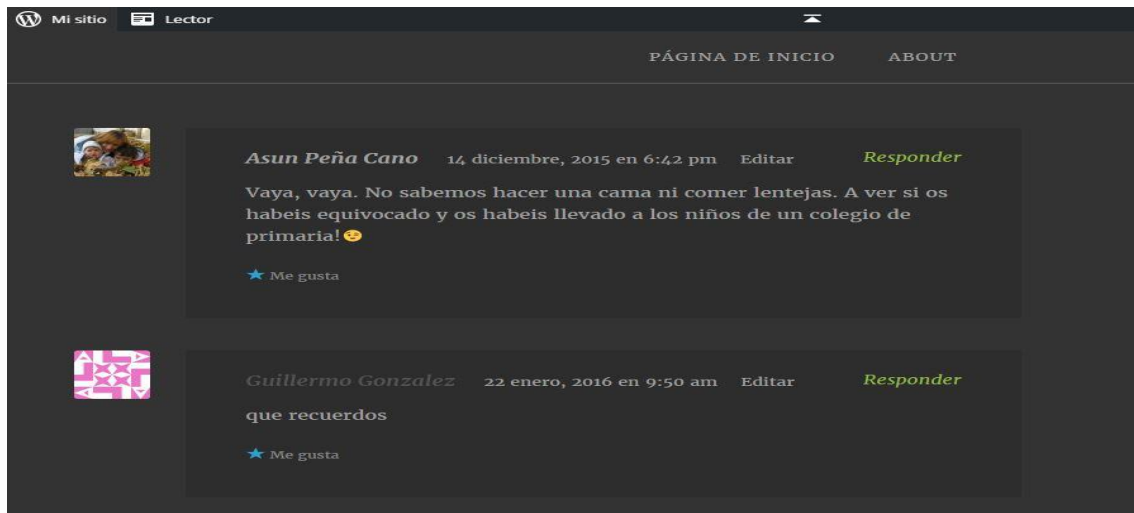 Mi sitio Lector
PÁGINA DE INICIO ABOUT
Asun Peña Cano 14 diciembre, 2015 en 6:42 pm Editar Responder
Vaya, vaya. No sabemos hacer una cama ni comer lentejas. A ver si os
habeis equivocado y os habeis llevado a los niños de un colegio de
primaria!😉
Me gusta
Guillermo Gonzalez 22 enero, 2016 en 9:50 am Editar Responder
que recuerdos
Me gusta